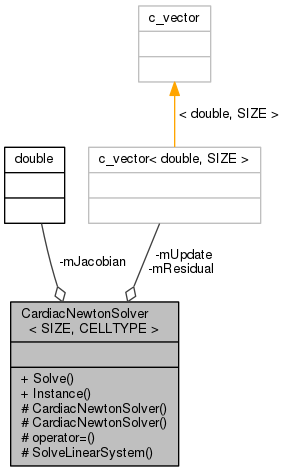 c_vector
< double, SIZE >
double
c_vector< double, SIZE >
-mJacobian
-mUpdate
-mResidual
CardiacNewtonSolver
< SIZE, CELLTYPE >
+ Solve()
+ Instance()
# CardiacNewtonSolver()
# CardiacNewtonSolver()
# operator=()
# SolveLinearSystem()